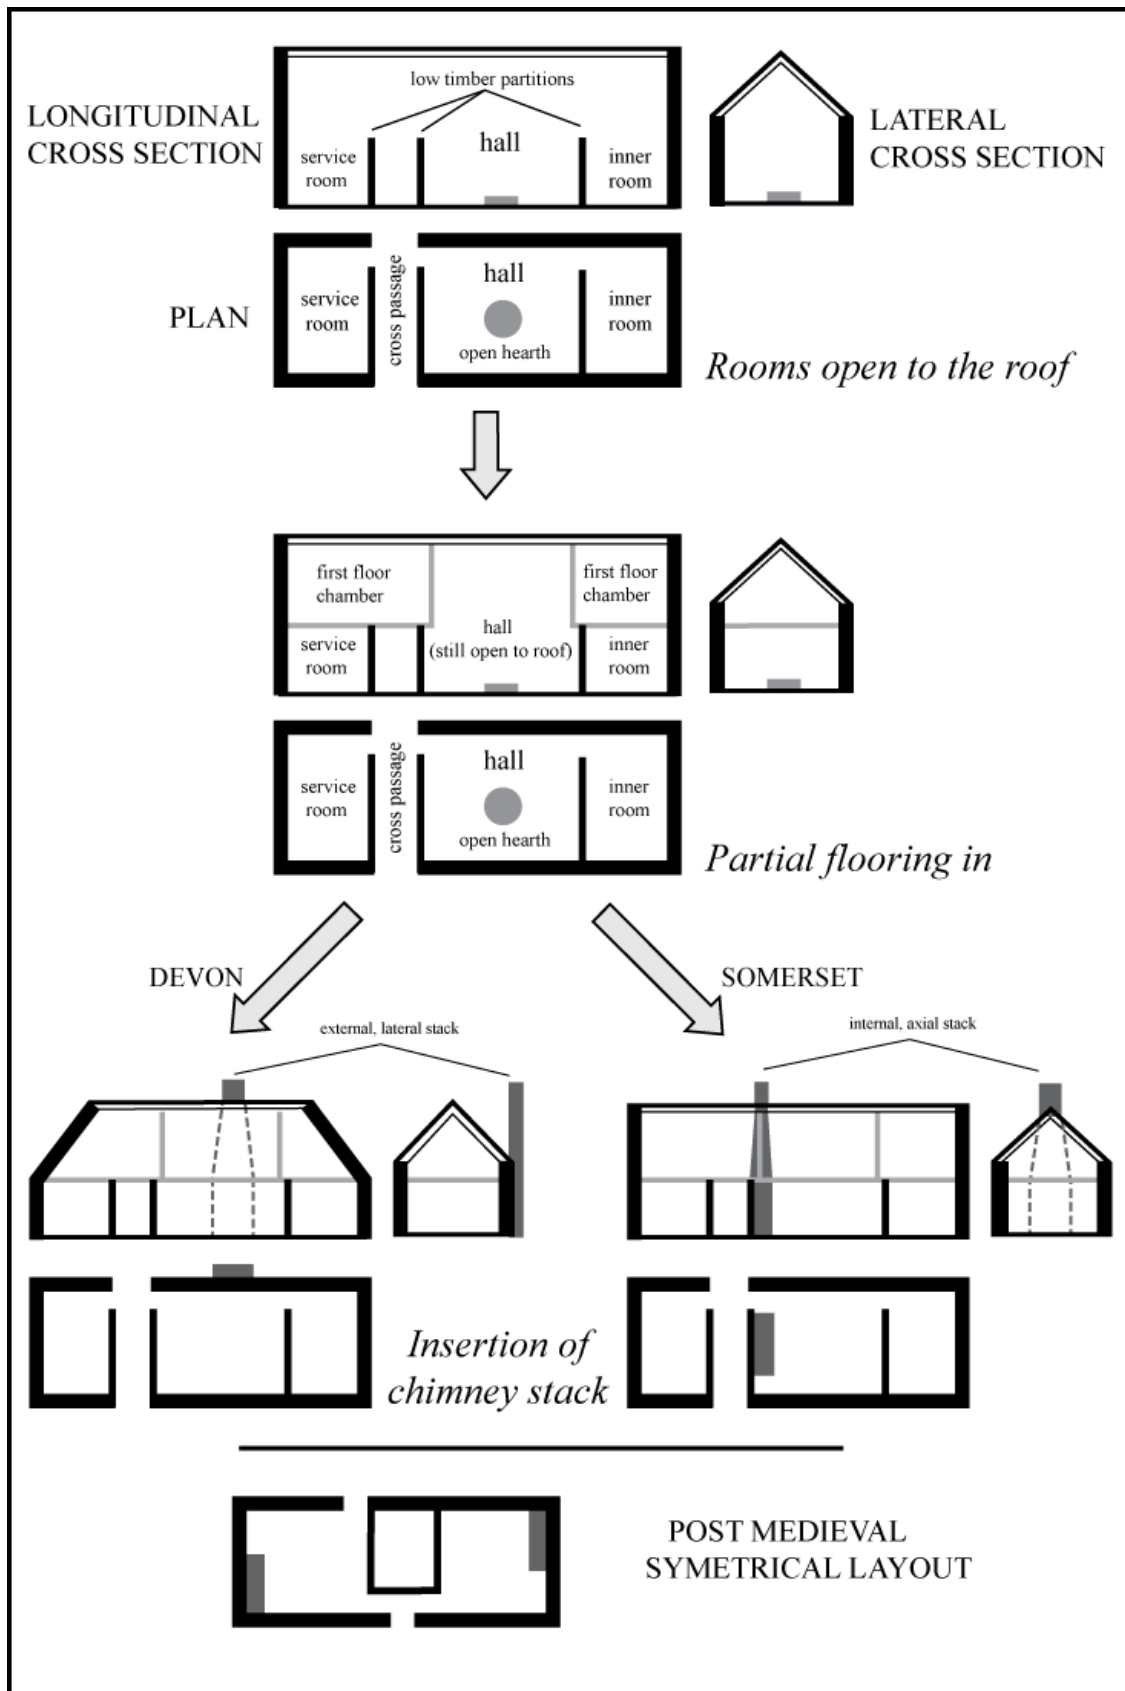 low timber partitions
LONGITUDINAL
CROSS SECTION
service
room
hall
inner
room
LATERAL
CROSS SECTION
PLAN
service
room
cross passage
hall
open hearth
inner
room
Rooms open to the roof
first floor
chamber
first floor
chamber
service
room
hall
(still open to roof)
inner
room
service
room
cross passage
hall
open hearth
inner
room
Partial flooring in
DEVON
SOMERSET
external, lateral stack
internal, axial stack
Insertion of
chimney stack
POST MEDIEVAL
SYMETRICAL LAYOUT